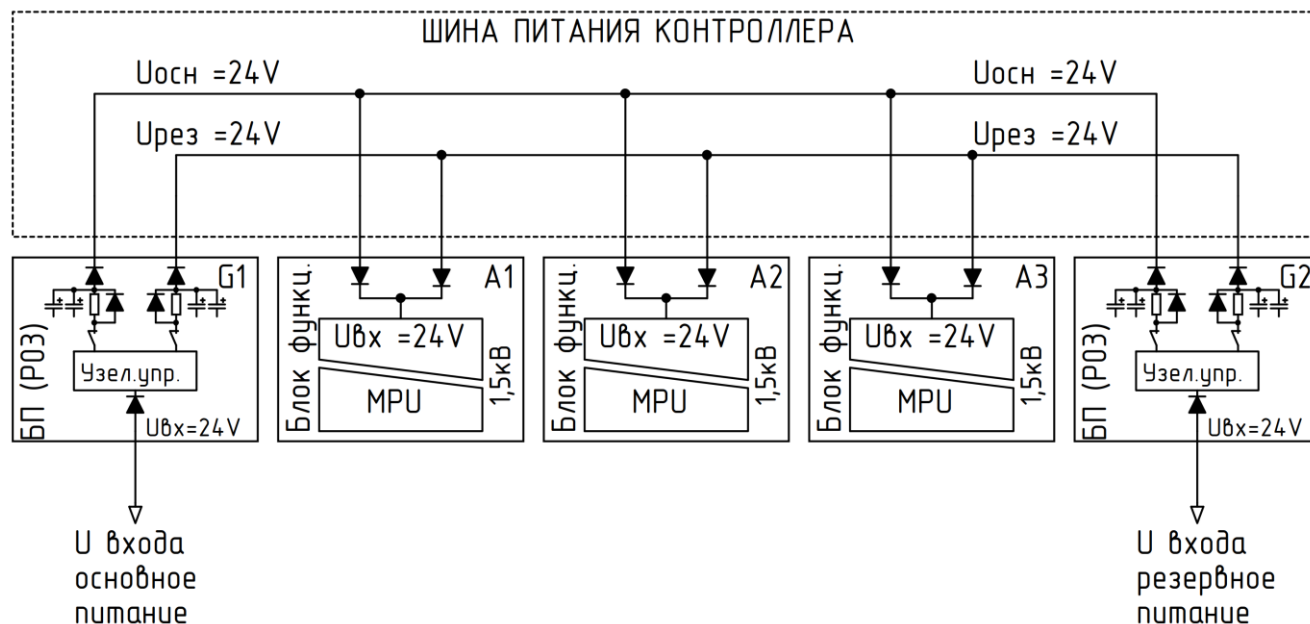 ШИНА ПИТАНИЯ КОНТРОЛЛЕРА
Uосн =24V
Uосн =24V
Uрез =24V
Uрез =24V
G1
БП (Р03)
Узел.упр.
Uвх=24V
A1
Блок функц.
Uвх =24V
MPU
1,5кВ
A2
Блок функц.
Uвх =24V
MPU
1,5кВ
A3
Блок функц.
Uвх =24V
MPU
1,5кВ
G2
БП (Р03)
Узел.упр.
Uвх=24V
U входа
основное
питание
U входа
резервное
питание